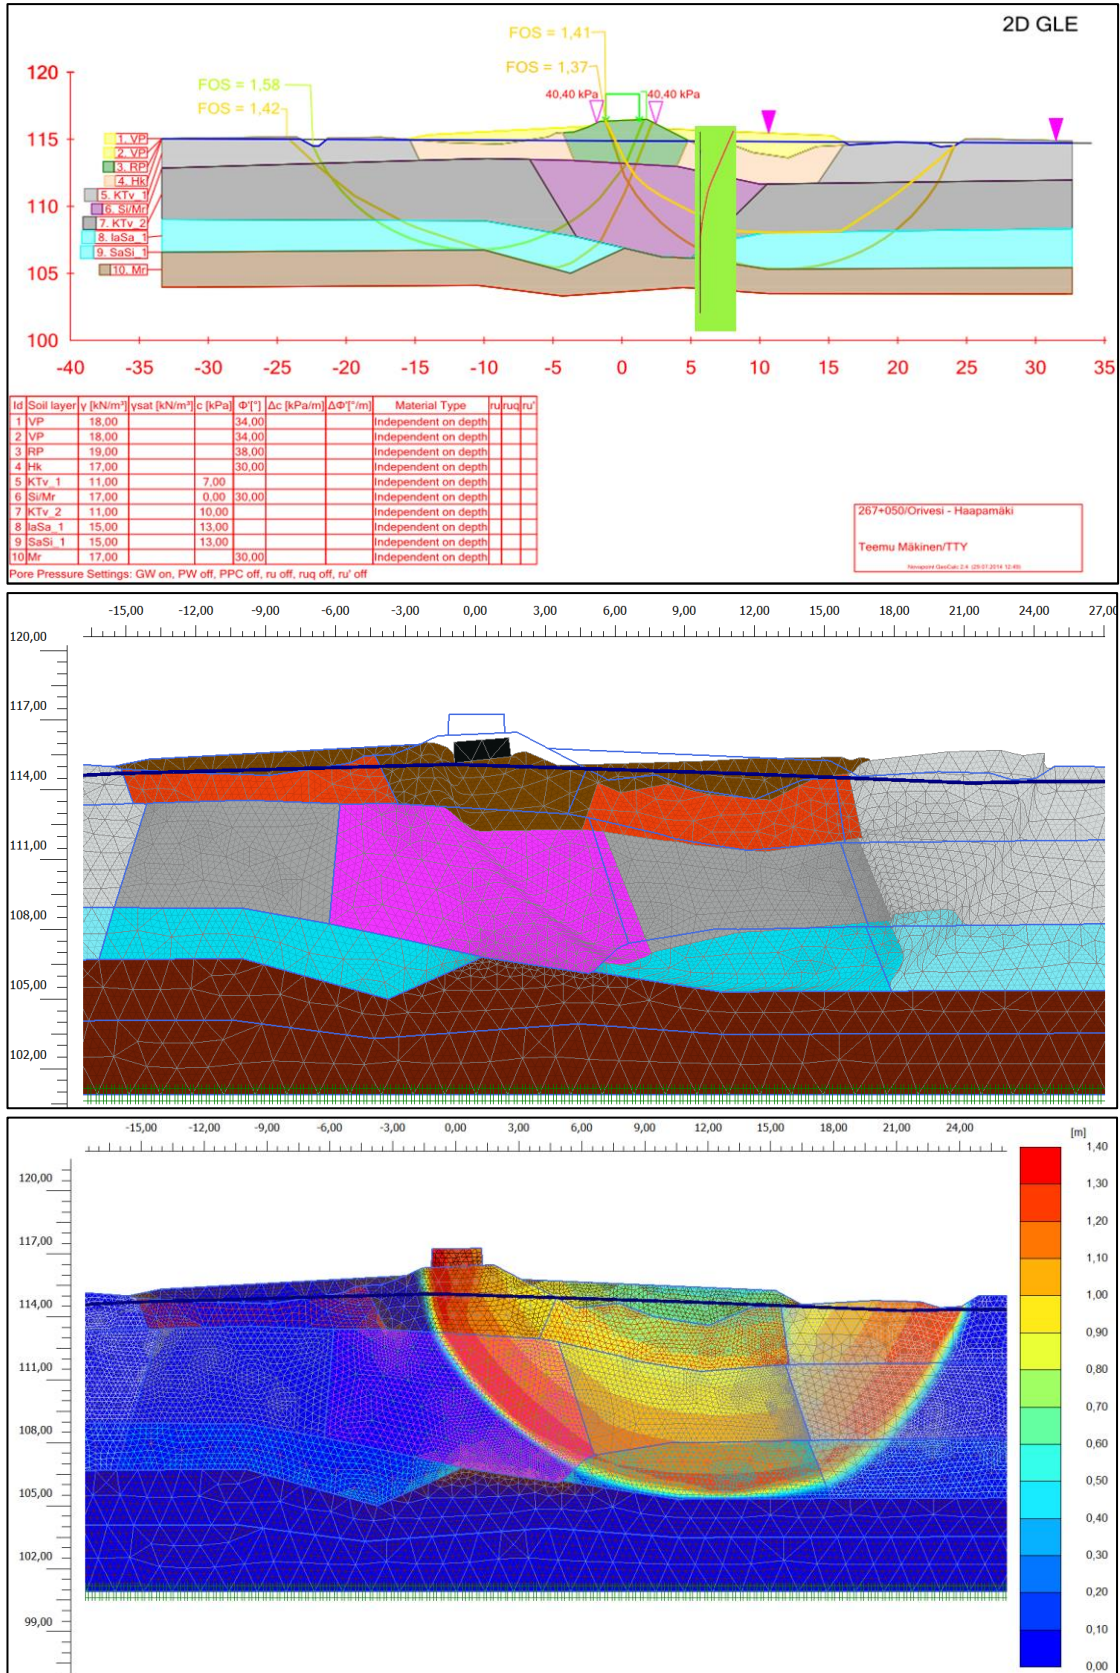 2D GLE
FOS = 1,41
FOS = 1,37
FOS = 1,58
FOS = 1,42
40,40 kPa 40,40 kPa
120
115
110
105
100
1. VP
2. VP
3. RP
4. Hk
5. KTv_1
6. Si/Mr
7. KTv_2
8. laSa_1
9. SaSi_1
10. Mr
-40 -35 -30 -25 -20 -15 -10 -5 0 5 10 15 20 25 30 35
Id Soil layer γ [kN/m³] γsat [kN/m³] c [kPa] Φ'[°] Δc [kPa/m] ΔΦ'[°/m] Material Type ru ruq ru'
1 VP 18,00 34,00 Independent on depth
2 VP 18,00 34,00 Independent on depth
3 RP 19,00 38,00 Independent on depth
4 Hk 17,00 30,00 Independent on depth
5 KTv_1 11,00 7,00 Independent on depth
6 Si/Mr 17,00 0,00 30,00 Independent on depth
7 KTv_2 11,00 10,00 Independent on depth
8 laSa_1 15,00 13,00 Independent on depth
9 SaSi_1 15,00 13,00 Independent on depth
10 Mr 17,00 30,00 Independent on depth
Pore Pressure Settings: GW on, PW off, PPC off, ru off, ruq off, ru' off
267+050/Orivesi - Haapamäki
Teemu Mäkinen/TTY
Novapoint GeoCalc 2.4 (25.07.2014 12:49)
-15,00 -12,00 -9,00 -6,00 -3,00 0,00 3,00 6,00 9,00 12,00 15,00 18,00 21,00 24,00 27,00
120,00
117,00
114,00
111,00
108,00
105,00
102,00
-15,00 -12,00 -9,00 -6,00 -3,00 0,00 3,00 6,00 9,00 12,00 15,00 18,00 21,00 24,00
120,00
117,00
114,00
111,00
108,00
105,00
102,00
99,00
[m]
1,40
1,30
1,20
1,10
1,00
0,90
0,80
0,70
0,60
0,50
0,40
0,30
0,20
0,10
0,00